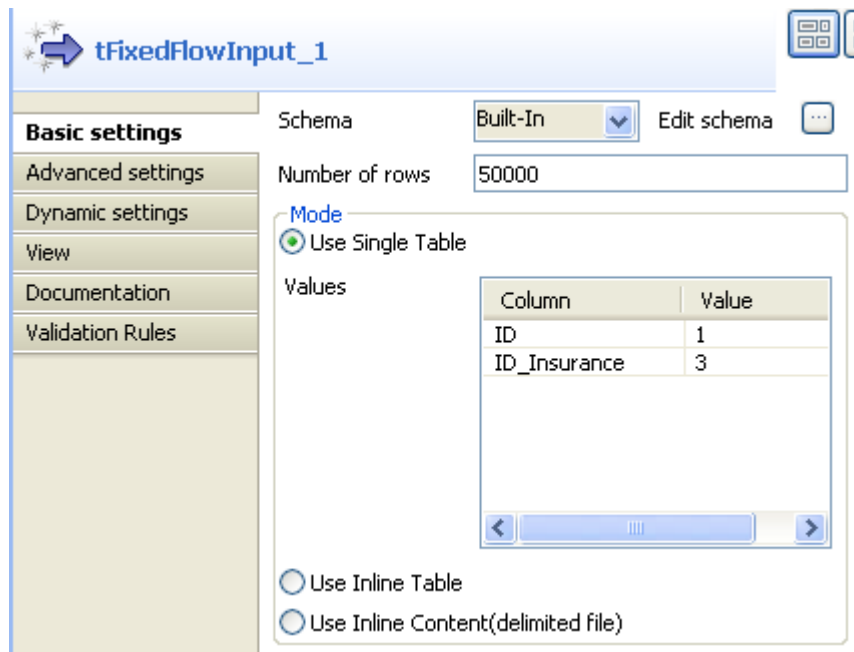 tFixedFlowInput_1
Basic settings
Advanced settings
Dynamic settings
View
Documentation
Validation Rules
Schema Built-In Edit schema ...
Number of rows 50000
Mode
Use Single Table
Values
Column Value
ID 1
ID_Insurance 3
Use Inline Table
Use Inline Content(delimited file)